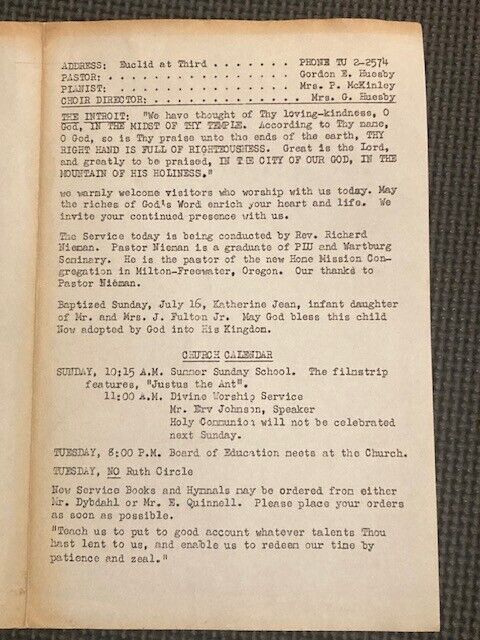 ADDRESS: Euclid at Third . . . . . . . PHONE TU 2-2574
PASTOR: . . . . . . . . . . . . . . . Gordon E. Huesby
PIANIST: . . . . . . . . . . . . . . . Mrs. P. McKinley
CHOIR DIRECTOR: . . . . . . . . . . . . Mrs. G. Huesby
THE INTROIT: "We have thought of Thy loving-kindness, O
God, IN THE MIDST OF THY TEMPLE. According to Thy name,
O God, so is Thy praise unto the ends of the earth, THY
RIGHT HAND IS FULL OF RIGHTEOUSNESS. Great is the Lord,
and greatly to be praised, IN THE CITY OF OUR GOD, IN THE
MOUNTAIN OF HIS HOLINESS."
we warmly welcome visitors who worship with us today. May
the riches of God's Word enrich your heart and life. We
invite your continued presence with us.
The Service today is being conducted by Rev. Richard
Nieman. Pastor Nieman is a graduate of PLU and Wartburg
Seminary. He is the pastor of the new Home Mission Con-
gregation in Milton-Freewater, Oregon. Our thanks to
Pastor Nieman.
Baptized Sunday, July 16, Katherine Jean, infant daughter
of Mr. and Mrs. J. Fulton Jr. May God bless this child
Now adopted by God into His Kingdom.
CHURCH CALENDAR
SUNDAY, 10:15 A.M. Summer Sunday School. The filmstrip
features, "Justus the Ant".
11:00 A.M. Divine Worship Service
Mr. Erv Johnson, Speaker
Holy Communion will not be celebrated
next Sunday.
TUESDAY, 8:00 P.M. Board of Education meets at the Church.
TUESDAY, NO Ruth Circle
New Service Books and Hymnals may be ordered from either
Mr. Dybdahl or Mr. E. Quinnell. Please place your orders
as soon as possible.
"Teach us to put to good account whatever talents Thou
hast lent to us, and enable us to redeem our time by
patience and zeal."